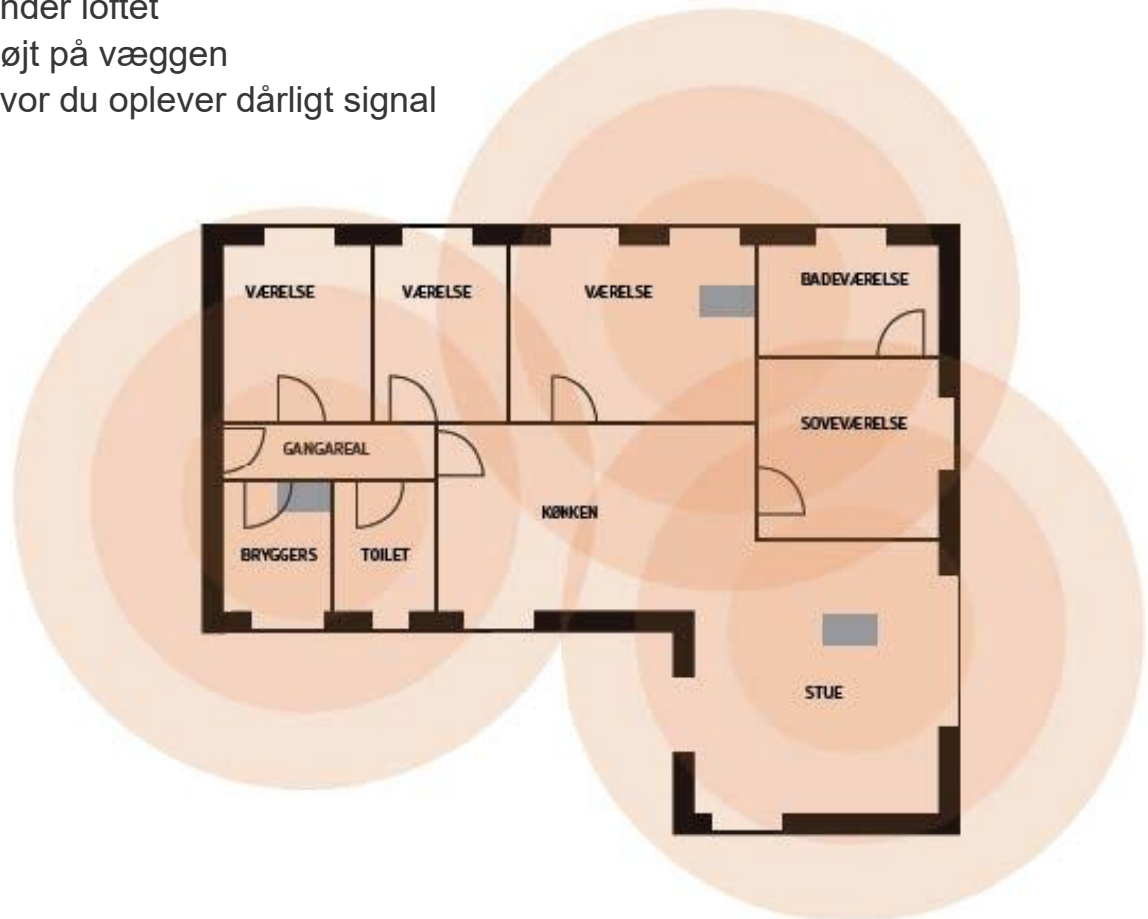 nder loftet
øjt på væggen
vor du oplever dårligt signal
VÆRELSE
VÆRELSE
VÆRELSE
BADEVÆRELSE
SOVEVÆRELSE
GANGAREAL
KØKKEN
BRYGGERS
TOILET
STUE